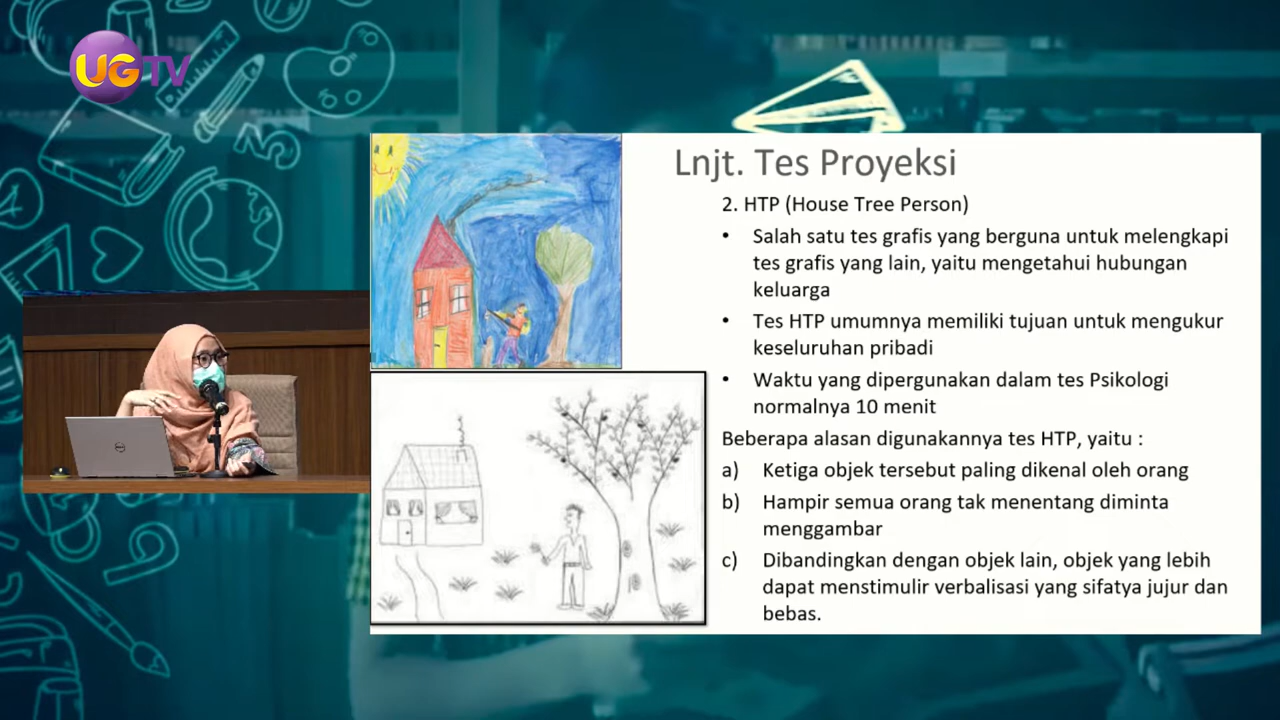 UGTV
Lnjt. Tes Proyeksi
2. HTP (House Tree Person)
• Salah satu tes grafis yang berguna untuk melengkapi
tes grafis yang lain, yaitu mengetahui hubungan
keluarga
• Tes HTP umumnya memiliki tujuan untuk mengukur
keseluruhan pribadi
• Waktu yang dipergunakan dalam tes Psikologi
normalnya 10 menit
Beberapa alasan digunakannya tes HTP, yaitu :
a) Ketiga objek tersebut paling dikenal oleh orang
b) Hampir semua orang tak menentang diminta
menggambar
c) Dibandingkan dengan objek lain, objek yang lebih
dapat menstimulir verbalisasi yang sifatya jujur dan
bebas.
DELL